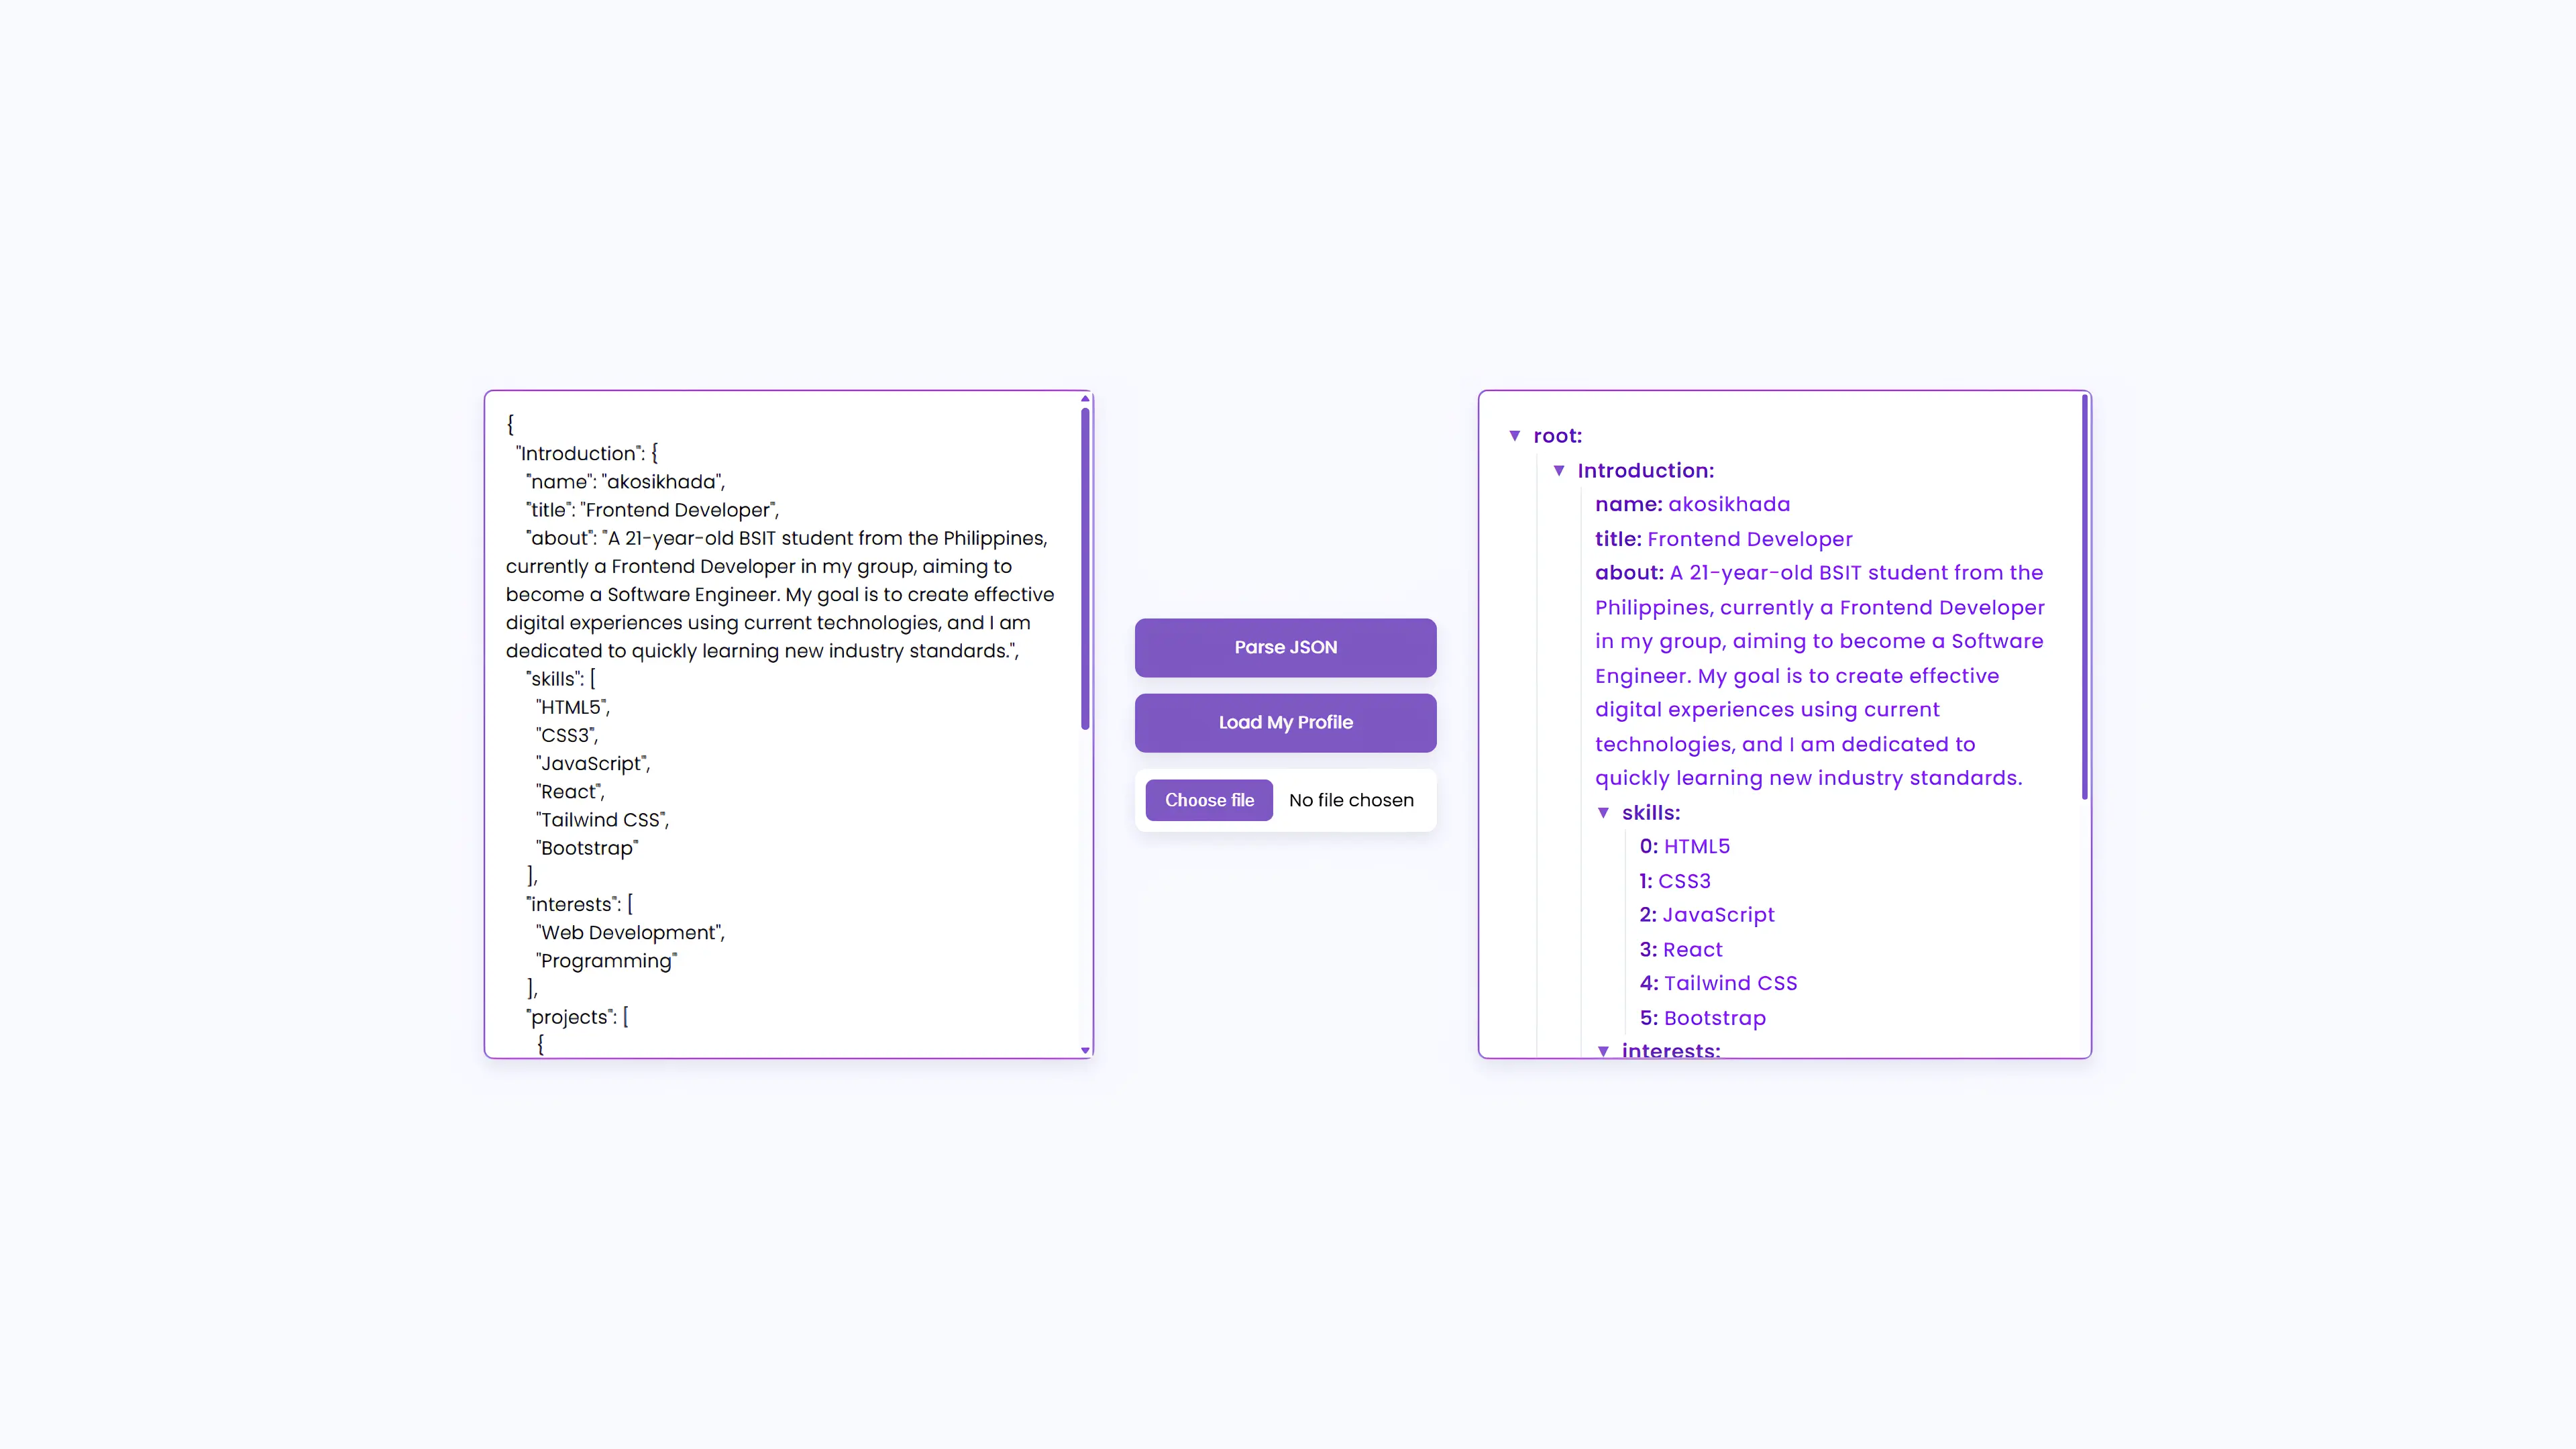 {
"Introduction": {
"name": "akosikhada",
"title": "Frontend Developer",
"about": "A 21-year-old BSIT student from the Philippines,
currently a Frontend Developer in my group, aiming to
become a Software Engineer. My goal is to create effective
digital experiences using current technologies, and I am
dedicated to quickly learning new industry standards.",
"skills": [
"HTML5",
"CSS3",
"JavaScript",
"React",
"Tailwind CSS",
"Bootstrap"
],
"interests": [
"Web Development",
"Programming"
],
"projects": [
{
Parse JSON
Load My Profile
Choose file No file chosen
▼ root:
▼ Introduction:
name: akosikhada
title: Frontend Developer
about: A 21-year-old BSIT student from the
Philippines, currently a Frontend Developer
in my group, aiming to become a Software
Engineer. My goal is to create effective
digital experiences using current
technologies, and I am dedicated to
quickly learning new industry standards.
▼ skills:
0: HTML5
1: CSS3
2: JavaScript
3: React
4: Tailwind CSS
5: Bootstrap
▼ interests: